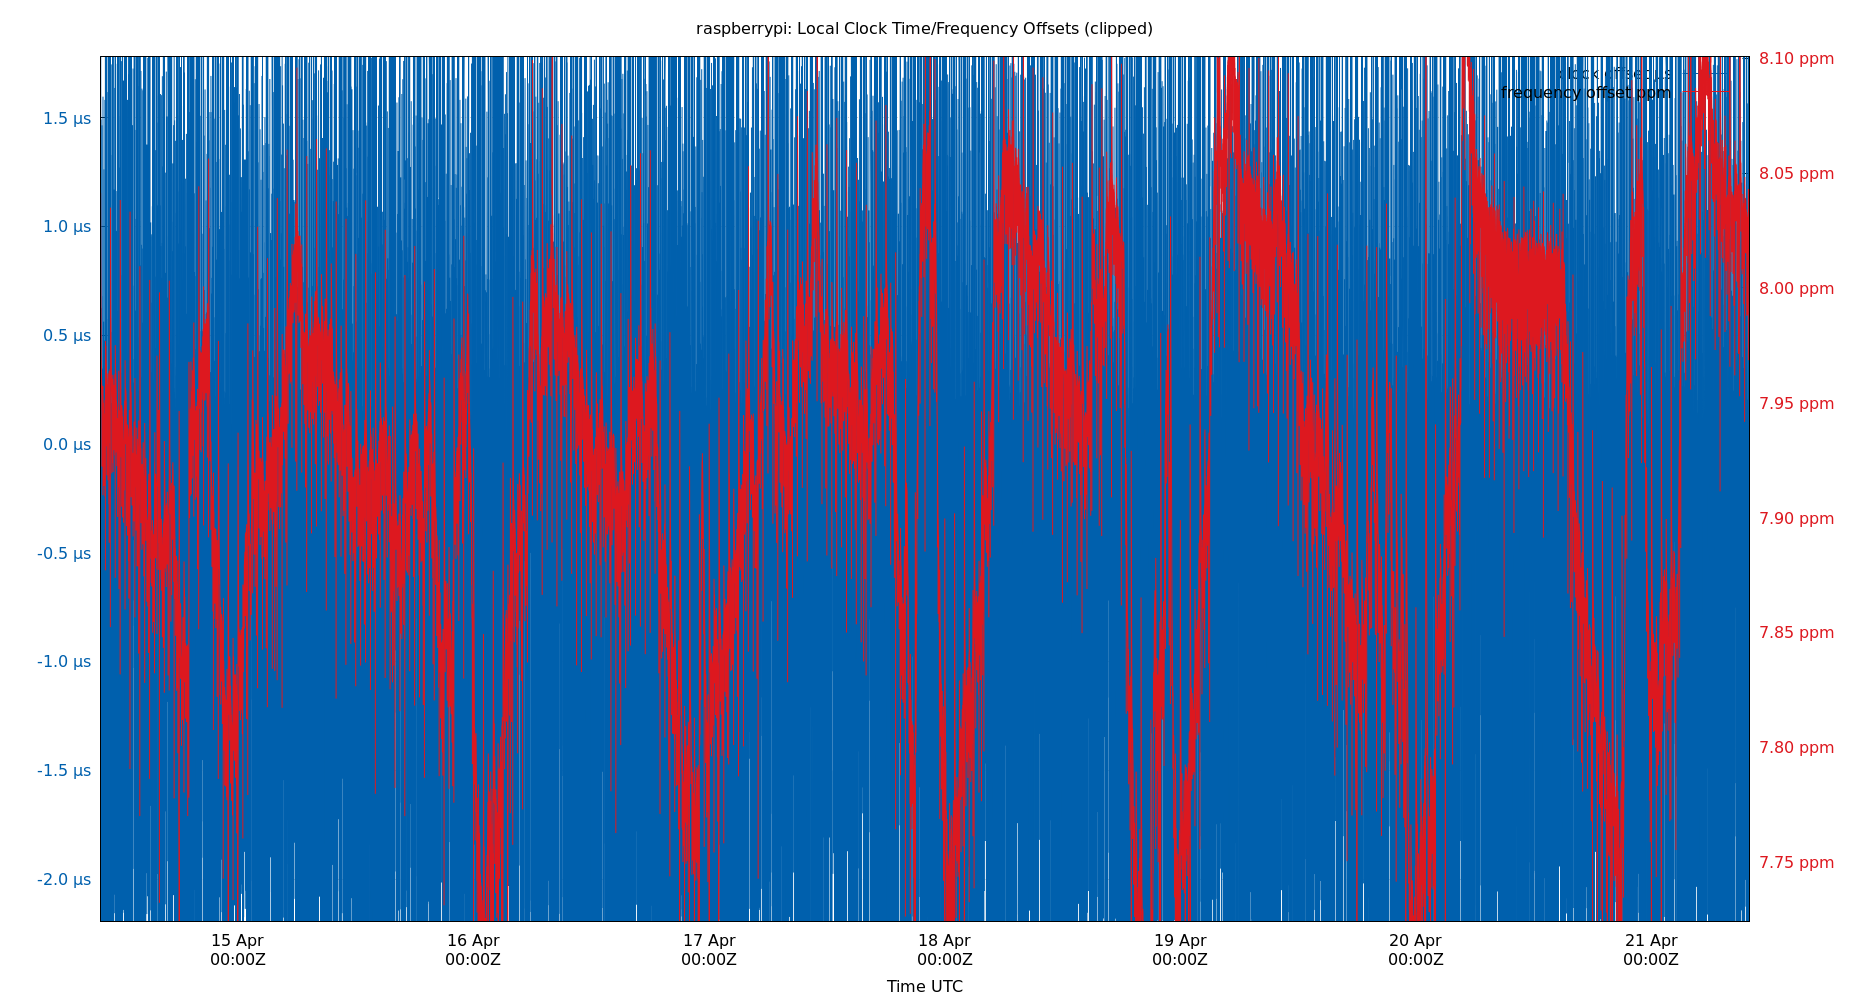 raspberrypi: Local Clock Time/Frequency Offsets (clipped)
8.10 ppm
clock offset µs
frequency offset ppm
1.5 µs
8.05 ppm
1.0 µs
8.00 ppm
0.5 µs
7.95 ppm
0.0 µs
7.90 ppm
-0.5 µs
7.85 ppm
-1.0 µs
7.80 ppm
-1.5 µs
7.75 ppm
-2.0 µs
15 Apr 16 Apr 17 Apr 18 Apr 19 Apr 20 Apr 21 Apr
00:00Z 00:00Z 00:00Z 00:00Z 00:00Z 00:00Z 00:00Z
Time UTC